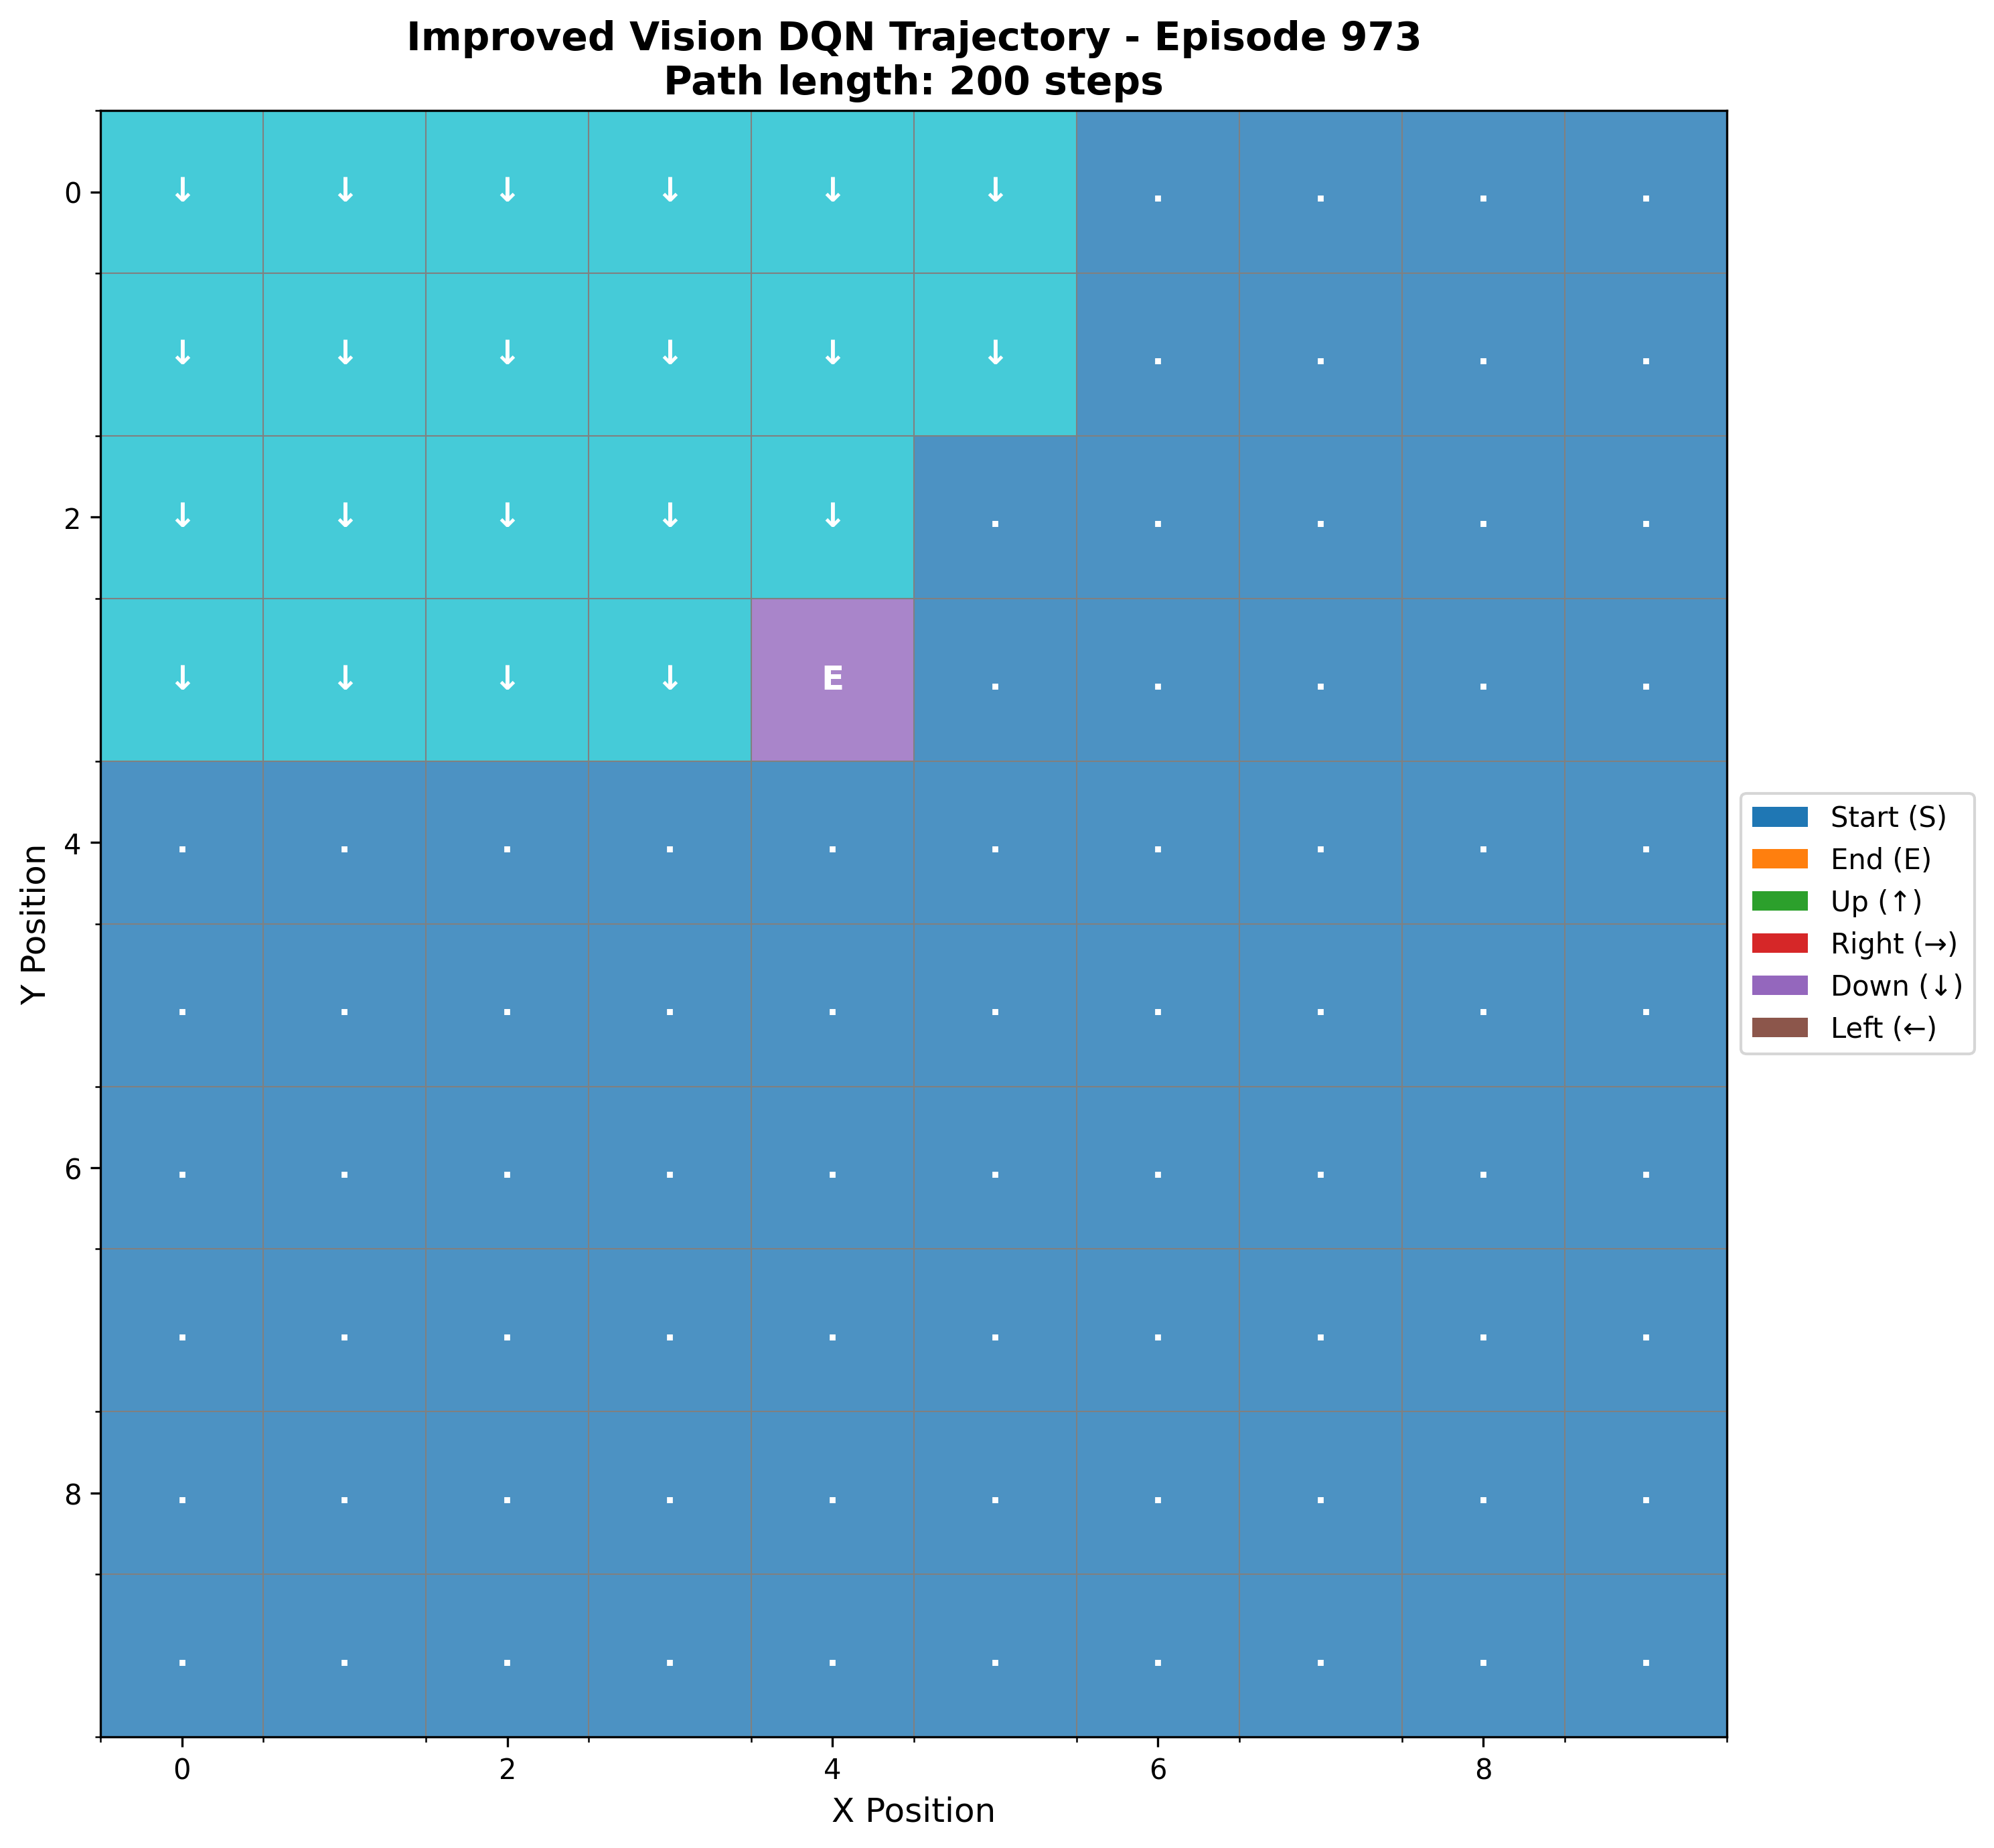 Improved Vision DQN Trajectory - Episode 973
Path length: 200 steps
0 ↓ ↓ ↓ ↓ ↓ ↓ . . . .
↓ ↓ ↓ ↓ ↓ ↓ . . . .
2 ↓ ↓ ↓ ↓ ↓ . . . . .
↓ ↓ ↓ ↓ E . . . . .
4 . . . . . . . . . .
. . . . . . . . . .
6 . . . . . . . . . .
. . . . . . . . . .
8 . . . . . . . . . .
. . . . . . . . . .
0 2 4 6 8
X Position
Y Position
Start (S)
End (E)
Up (↑)
Right (→)
Down (↓)
Left (←)